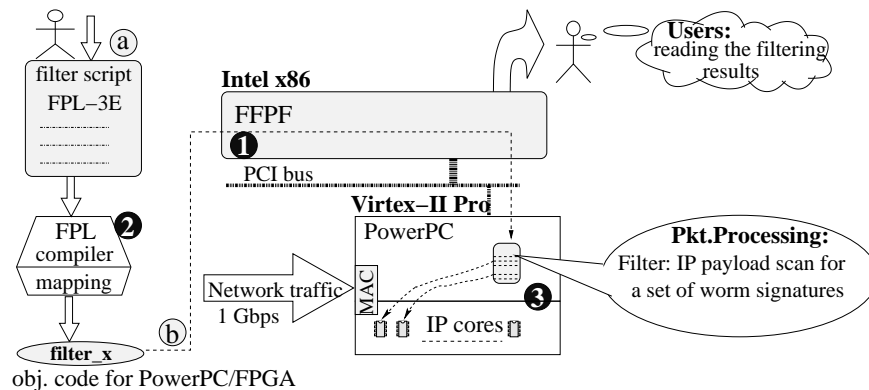 a
filter script
FPL−3E
2
FPL
compiler
mapping
b
filter_x
obj. code for PowerPC/FPGA
Intel x86
FFPF
1
PCI bus
Users:
reading the filtering
results
Virtex−II Pro
PowerPC
MAC
Network traffic
1 Gbps
3
IP cores
Pkt.Processing:
Filter: IP payload scan for
a set of worm signatures